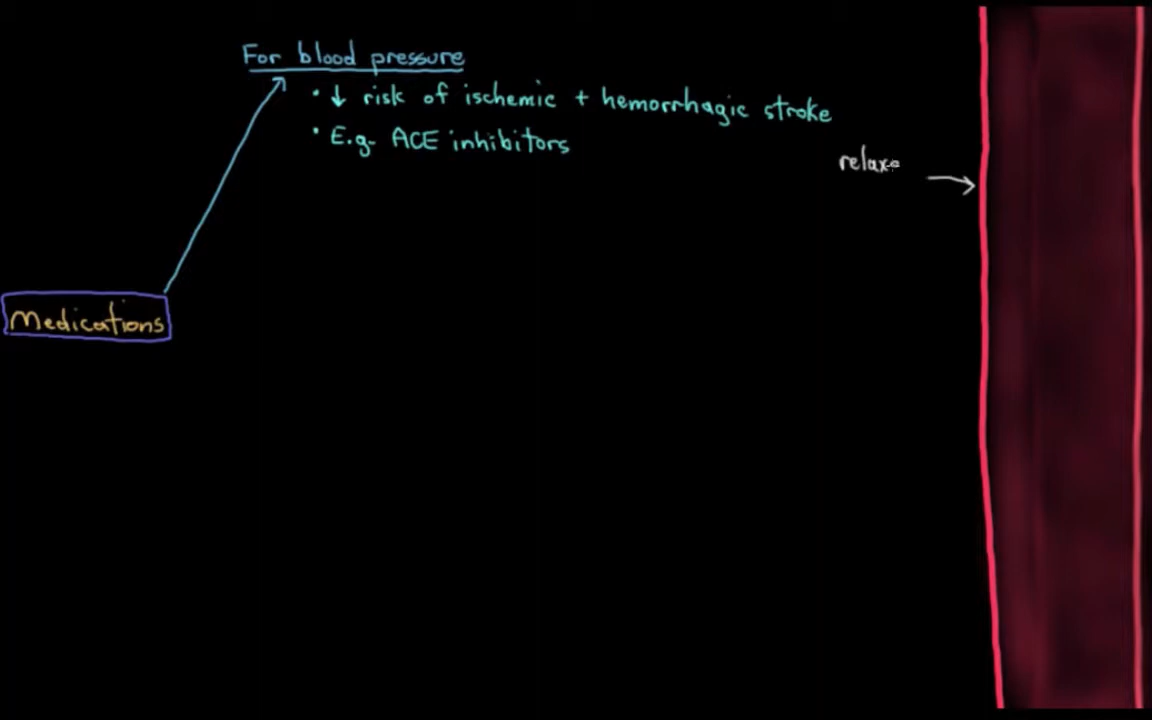 For blood pressure
• ↓ risk of ischemic + hemorrhagic stroke
• E.g. ACE inhibitors
relaxe
Medications